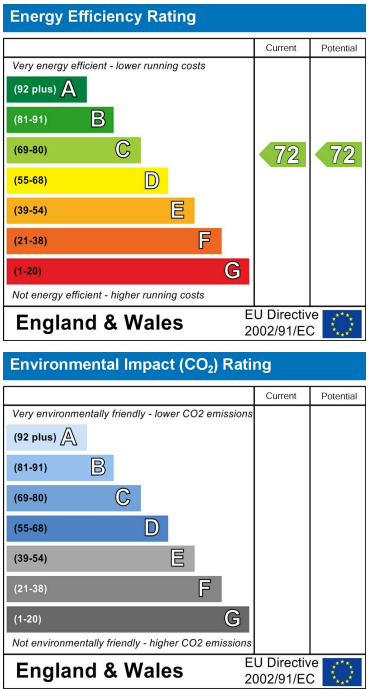 Energy Efficiency Rating
Current Potential
Very energy efficient - lower running costs
(92 plus) A
(81-91) B
(69-80) C 72 72
(55-68) D
(39-54) E
(21-38) F
(1-20) G
Not energy efficient - higher running costs
England & Wales
EU Directive
2002/91/EC
Environmental Impact (CO₂) Rating
Current Potential
Very environmentally friendly - lower CO2 emissions
(92 plus) A
(81-91) B
(69-80) C
(55-68) D
(39-54) E
(21-38) F
(1-20) G
Not environmentally friendly - higher CO2 emissions
England & Wales
EU Directive
2002/91/EC